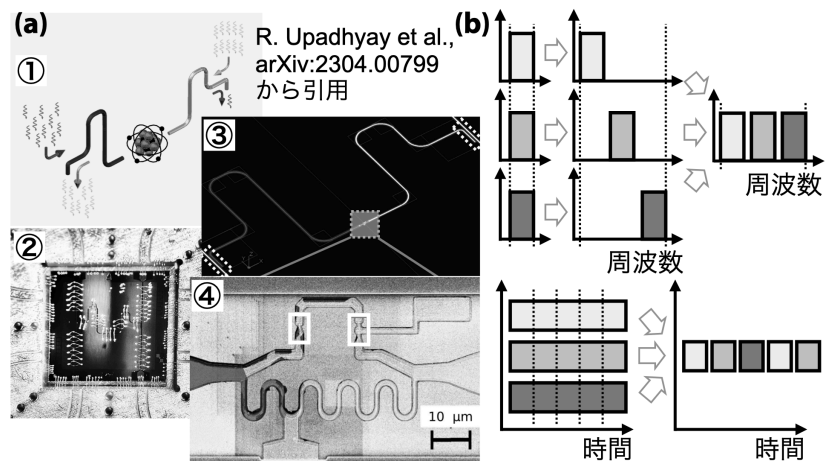 (a)
①
R. Upadhyay et al.,
arXiv:2304.00799
から引用
③
②
④
10 μm
(b)
周波数
周波数
時間
時間